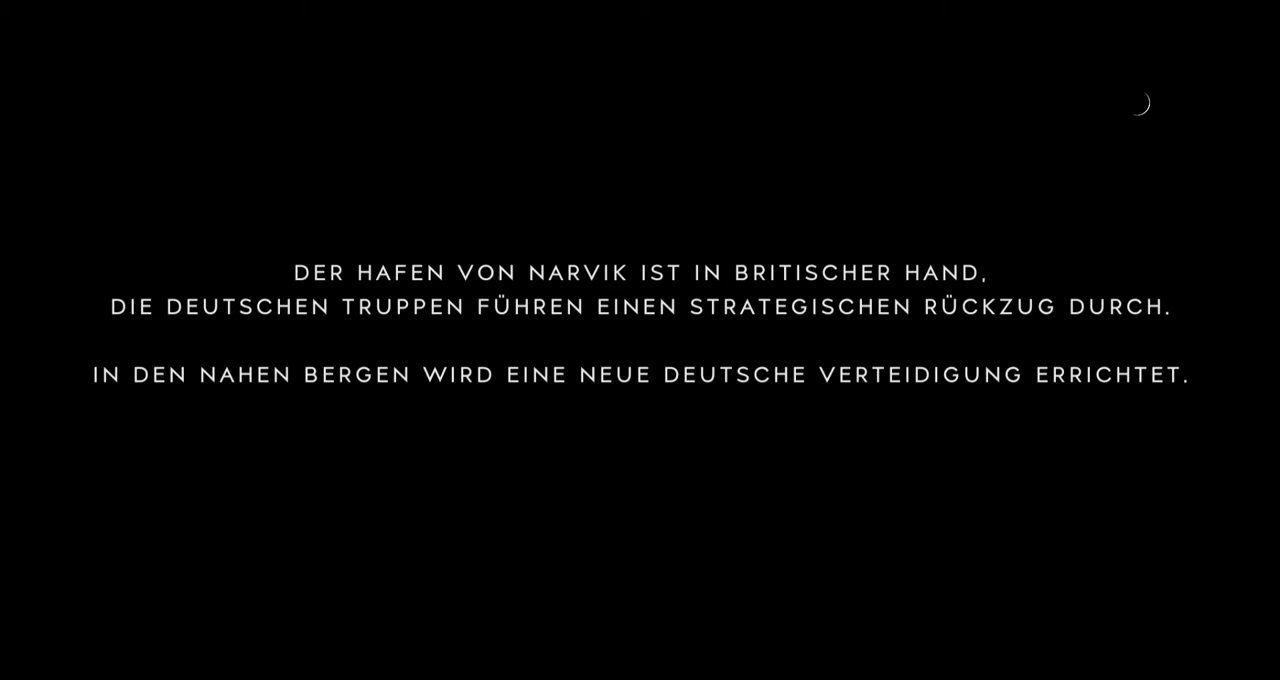 DER HAFEN VON NARVIK IST IN BRITISCHER HAND,
DIE DEUTSCHEN TRUPPEN FÜHREN EINEN STRATEGISCHEN RÜCKZUG DURCH.
IN DEN NAHEN BERGEN WIRD EINE NEUE DEUTSCHE VERTEIDIGUNG ERRICHTET.